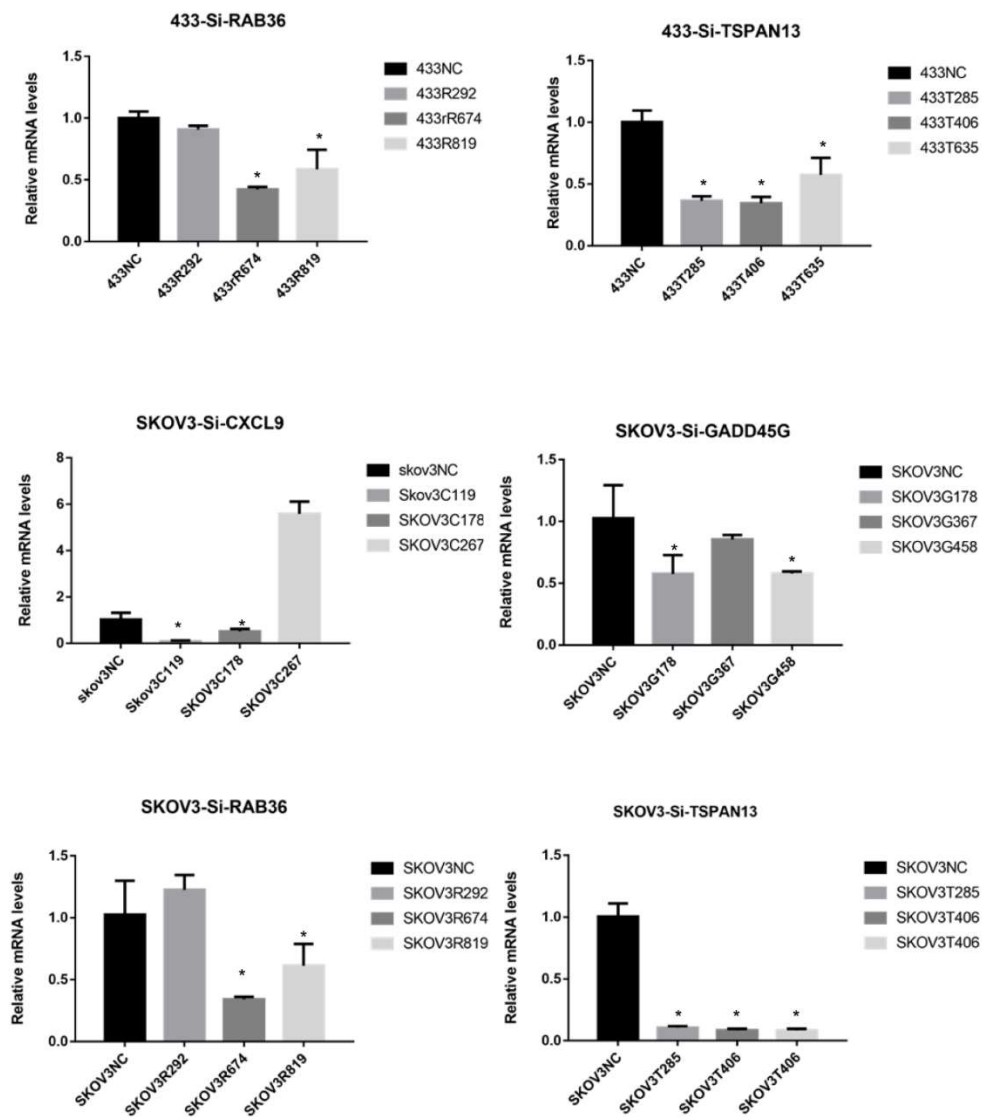 433-Si-RAB36
Relative mRNA levels
1.5
1.0
0.5
0.0
*
*
433NC
433R292
433rR674
433R819
433NC
433R292
433rR674
433R819
433-Si-TSPAN13
Relative mRNA levels
1.5
1.0
0.5
0.0
*
*
*
433NC
433T285
433T406
433T635
433NC
433T285
433T406
433T635
SKOV3-Si-CXCL9
Relative mRNA levels
8
6
4
2
0
*
*
skov3NC
Skov3C119
SKOV3C178
SKOV3C267
skov3NC
Skov3C119
SKOV3C178
SKOV3C267
SKOV3-Si-GADD45G
Relative mRNA levels
1.5
1.0
0.5
0.0
*
*
SKOV3NC
SKOV3G178
SKOV3G367
SKOV3G458
SKOV3NC
SKOV3G178
SKOV3G367
SKOV3G458
SKOV3-Si-RAB36
Relative mRNA levels
1.5
1.0
0.5
0.0
*
*
SKOV3NC
SKOV3R292
SKOV3R674
SKOV3R819
SKOV3NC
SKOV3R292
SKOV3R674
SKOV3R819
SKOV3-Si-TSPAN13
Relative mRNA levels
1.5
1.0
0.5
0.0
*
*
*
SKOV3NC
SKOV3T285
SKOV3T406
SKOV3T406
SKOV3NC
SKOV3T285
SKOV3T406
SKOV3T406